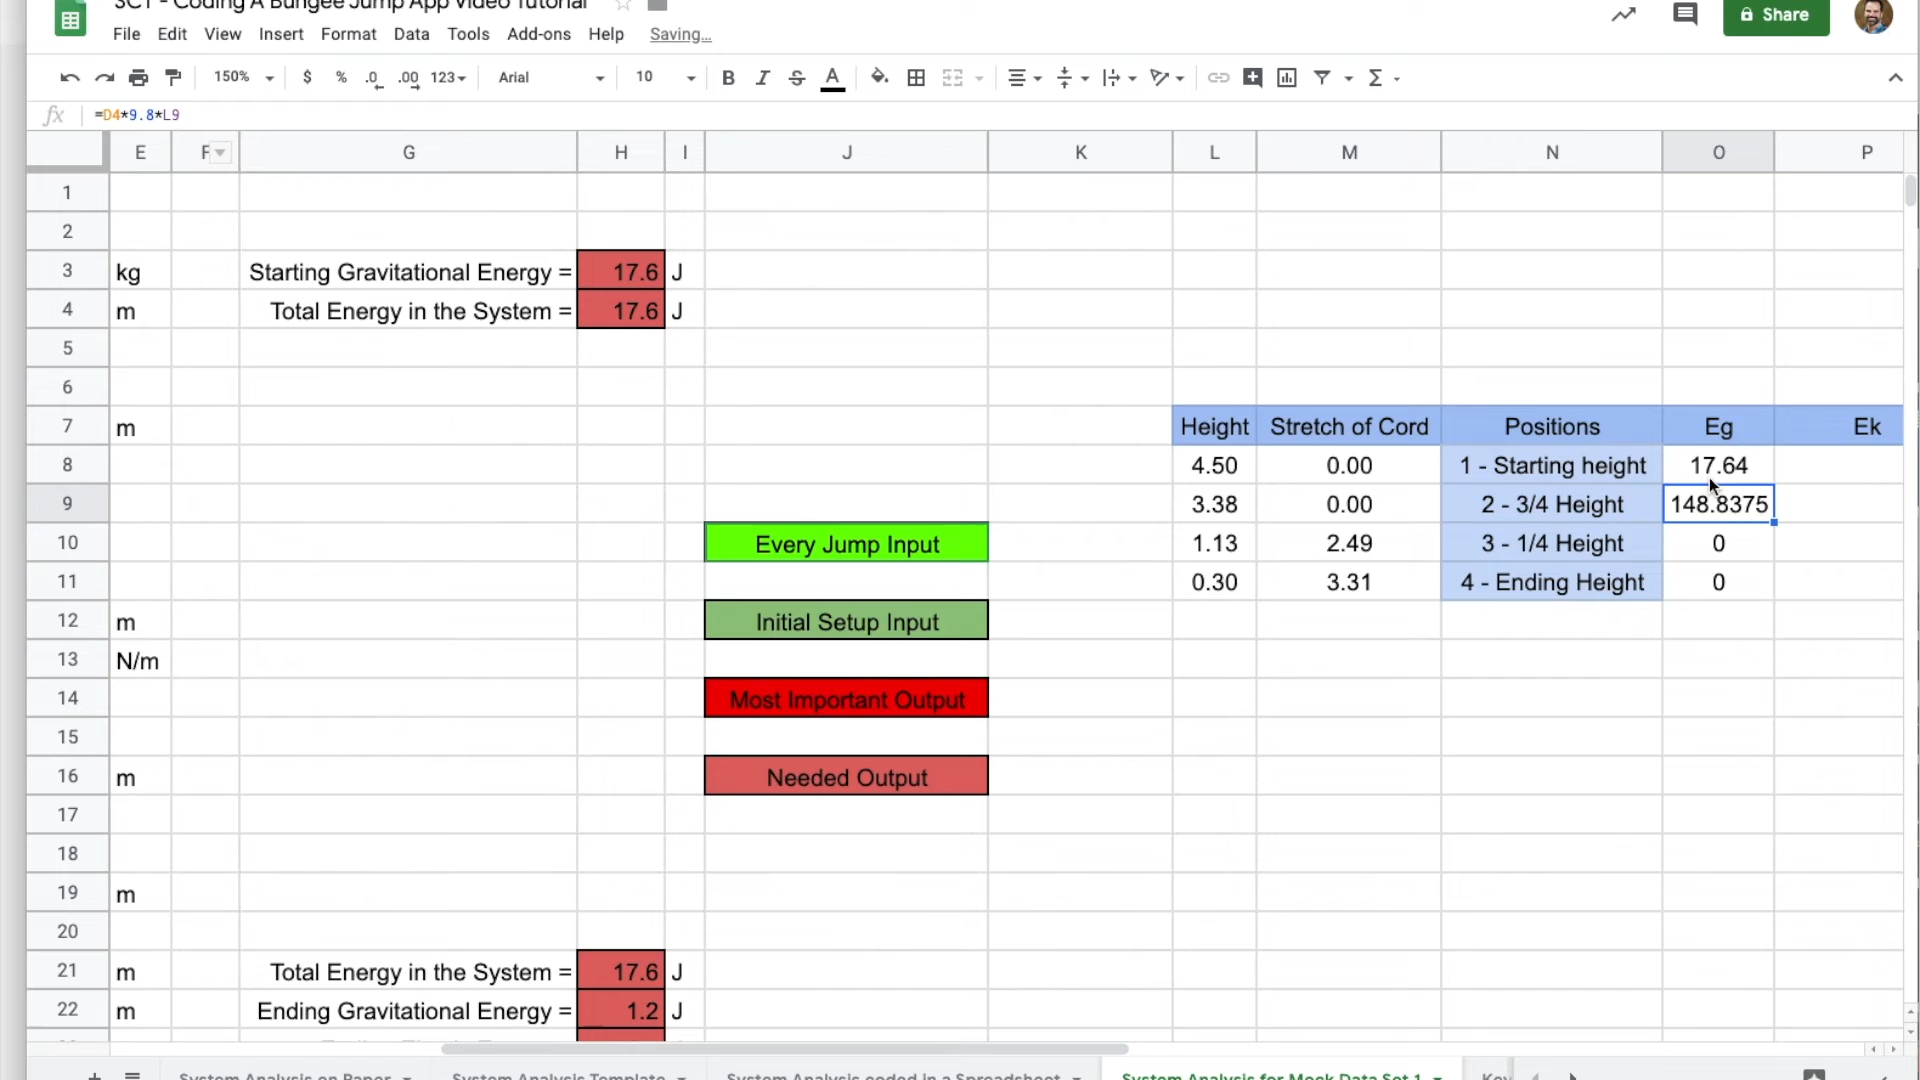 SCT - Coding A Bungee Jump App Video Tutorial
File Edit View Insert Format Data Tools Add-ons Help Saving...
Share
150% $ % .0 .00 123 Arial 10 B I S A Σ
fx =D4*9.8*L9
E F G H I J K L M N O P
1
2
3 kg Starting Gravitational Energy = 17.6 J
4 m Total Energy in the System = 17.6 J
5
6
7 m Height Stretch of Cord Positions Eg Ek
8 4.50 0.00 1 - Starting height 17.64
9 3.38 0.00 2 - 3/4 Height 148.8375
10 Every Jump Input 1.13 2.49 3 - 1/4 Height 0
11 0.30 3.31 4 - Ending Height 0
12 m Initial Setup Input
13 N/m
14 Most Important Output
15
16 m Needed Output
17
18
19 m
20
21 m Total Energy in the System = 17.6 J
22 m Ending Gravitational Energy = 1.2 J
System Analysis on Paper System Analysis Template System Analysis coded in a Spreadsheet System Analysis for Mock Data Set 1 Key